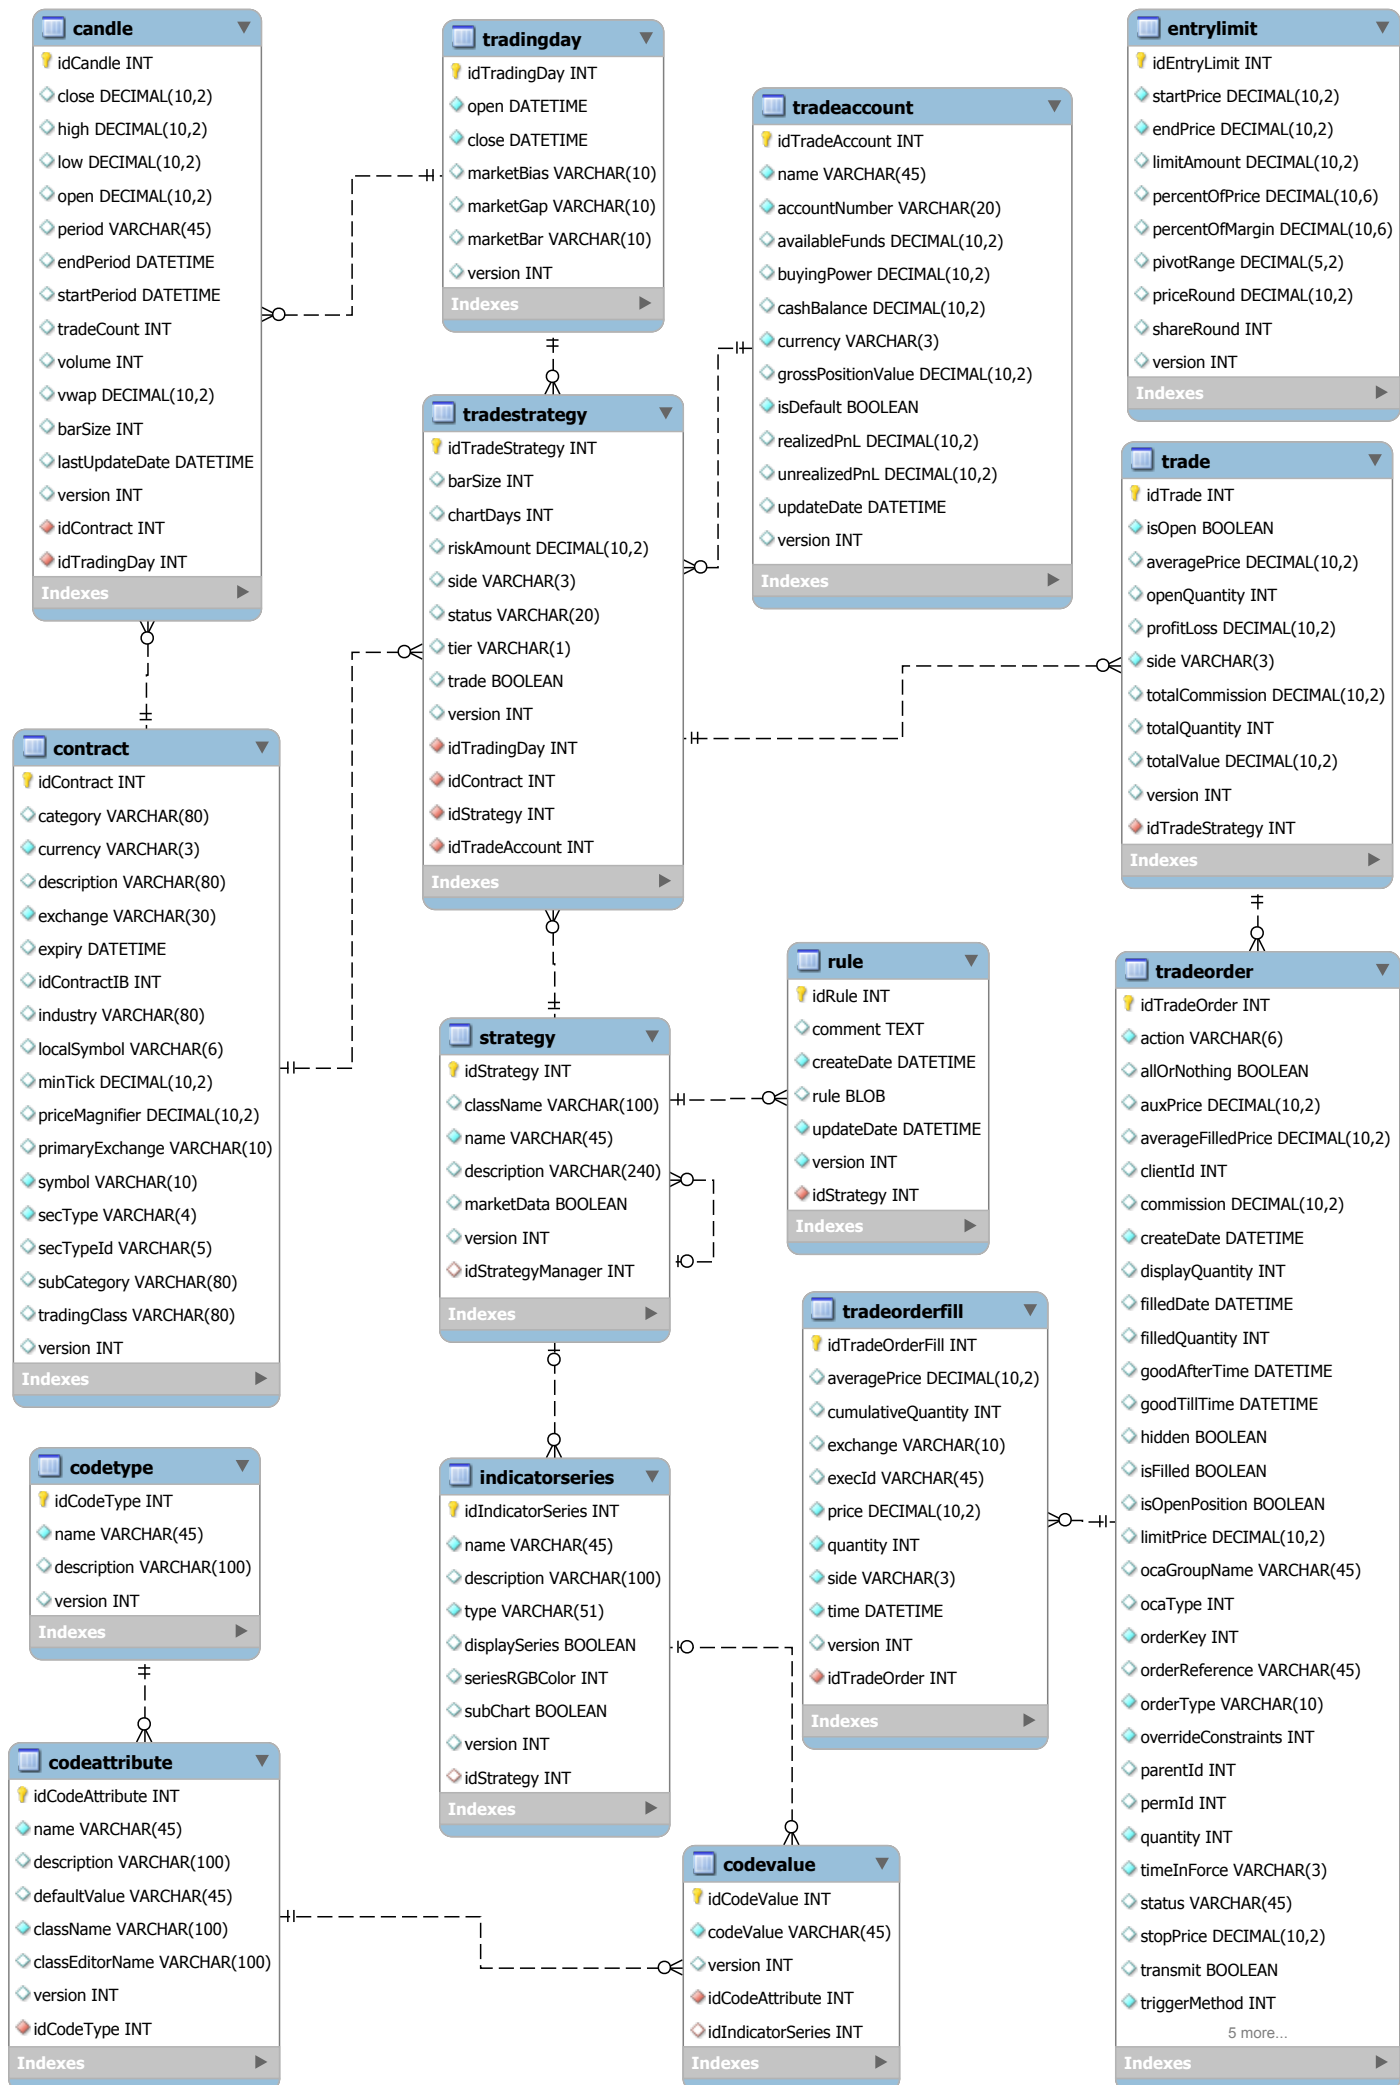 candle
idCandle INT
close DECIMAL(10,2)
high DECIMAL(10,2)
low DECIMAL(10,2)
open DECIMAL(10,2)
period VARCHAR(45)
endPeriod DATETIME
startPeriod DATETIME
tradeCount INT
volume INT
vwap DECIMAL(10,2)
barSize INT
lastUpdateDate DATETIME
version INT
idContract INT
idTradingDay INT
Indexes
tradingday
idTradingDay INT
open DATETIME
close DATETIME
marketBias VARCHAR(10)
marketGap VARCHAR(10)
marketBar VARCHAR(10)
version INT
Indexes
tradeaccount
idTradeAccount INT
name VARCHAR(45)
accountNumber VARCHAR(20)
availableFunds DECIMAL(10,2)
buyingPower DECIMAL(10,2)
cashBalance DECIMAL(10,2)
currency VARCHAR(3)
grossPositionValue DECIMAL(10,2)
isDefault BOOLEAN
realizedPnL DECIMAL(10,2)
unrealizedPnL DECIMAL(10,2)
updateDate DATETIME
version INT
Indexes
entrylimit
idEntryLimit INT
startPrice DECIMAL(10,2)
endPrice DECIMAL(10,2)
limitAmount DECIMAL(10,2)
percentOfPrice DECIMAL(10,6)
percentOfMargin DECIMAL(10,6)
pivotRange DECIMAL(5,2)
priceRound DECIMAL(10,2)
shareRound INT
version INT
Indexes
tradestrategy
idTradeStrategy INT
barSize INT
chartDays INT
riskAmount DECIMAL(10,2)
side VARCHAR(3)
status VARCHAR(20)
tier VARCHAR(1)
trade BOOLEAN
version INT
idTradingDay INT
idContract INT
idStrategy INT
idTradeAccount INT
Indexes
trade
idTrade INT
isOpen BOOLEAN
averagePrice DECIMAL(10,2)
openQuantity INT
profitLoss DECIMAL(10,2)
side VARCHAR(3)
totalCommission DECIMAL(10,2)
totalQuantity INT
totalValue DECIMAL(10,2)
version INT
idTradeStrategy INT
Indexes
contract
idContract INT
category VARCHAR(80)
currency VARCHAR(3)
description VARCHAR(80)
exchange VARCHAR(30)
expiry DATETIME
idContractIB INT
industry VARCHAR(80)
localSymbol VARCHAR(6)
minTick DECIMAL(10,2)
priceMagnifier DECIMAL(10,2)
primaryExchange VARCHAR(10)
symbol VARCHAR(10)
secType VARCHAR(4)
secTypeId VARCHAR(5)
subCategory VARCHAR(80)
tradingClass VARCHAR(80)
version INT
Indexes
strategy
idStrategy INT
className VARCHAR(100)
name VARCHAR(45)
description VARCHAR(240)
marketData BOOLEAN
version INT
idStrategyManager INT
Indexes
rule
idRule INT
comment TEXT
createDate DATETIME
rule BLOB
updateDate DATETIME
version INT
idStrategy INT
Indexes
tradeorder
idTradeOrder INT
action VARCHAR(6)
allOrNothing BOOLEAN
auxPrice DECIMAL(10,2)
averageFilledPrice DECIMAL(10,2)
clientId INT
commission DECIMAL(10,2)
createDate DATETIME
displayQuantity INT
filledDate DATETIME
filledQuantity INT
goodAfterTime DATETIME
goodTillTime DATETIME
hidden BOOLEAN
isFilled BOOLEAN
isOpenPosition BOOLEAN
limitPrice DECIMAL(10,2)
ocaGroupName VARCHAR(45)
ocaType INT
orderKey INT
orderReference VARCHAR(45)
orderType VARCHAR(10)
overrideConstraints INT
parentId INT
permId INT
quantity INT
timeInForce VARCHAR(3)
status VARCHAR(45)
stopPrice DECIMAL(10,2)
transmit BOOLEAN
triggerMethod INT
5 more...
Indexes
tradeorderfill
idTradeOrderFill INT
averagePrice DECIMAL(10,2)
cumulativeQuantity INT
exchange VARCHAR(10)
execId VARCHAR(45)
price DECIMAL(10,2)
quantity INT
side VARCHAR(3)
time DATETIME
version INT
idTradeOrder INT
Indexes
codetype
idCodeType INT
name VARCHAR(45)
description VARCHAR(100)
version INT
Indexes
indicatorseries
idIndicatorSeries INT
name VARCHAR(45)
description VARCHAR(100)
type VARCHAR(51)
displaySeries BOOLEAN
seriesRGBColor INT
subChart BOOLEAN
version INT
idStrategy INT
Indexes
codeattribute
idCodeAttribute INT
name VARCHAR(45)
description VARCHAR(100)
defaultValue VARCHAR(45)
className VARCHAR(100)
classEditorName VARCHAR(100)
version INT
idCodeType INT
Indexes
codevalue
idCodeValue INT
codeValue VARCHAR(45)
version INT
idCodeAttribute INT
idIndicatorSeries INT
Indexes